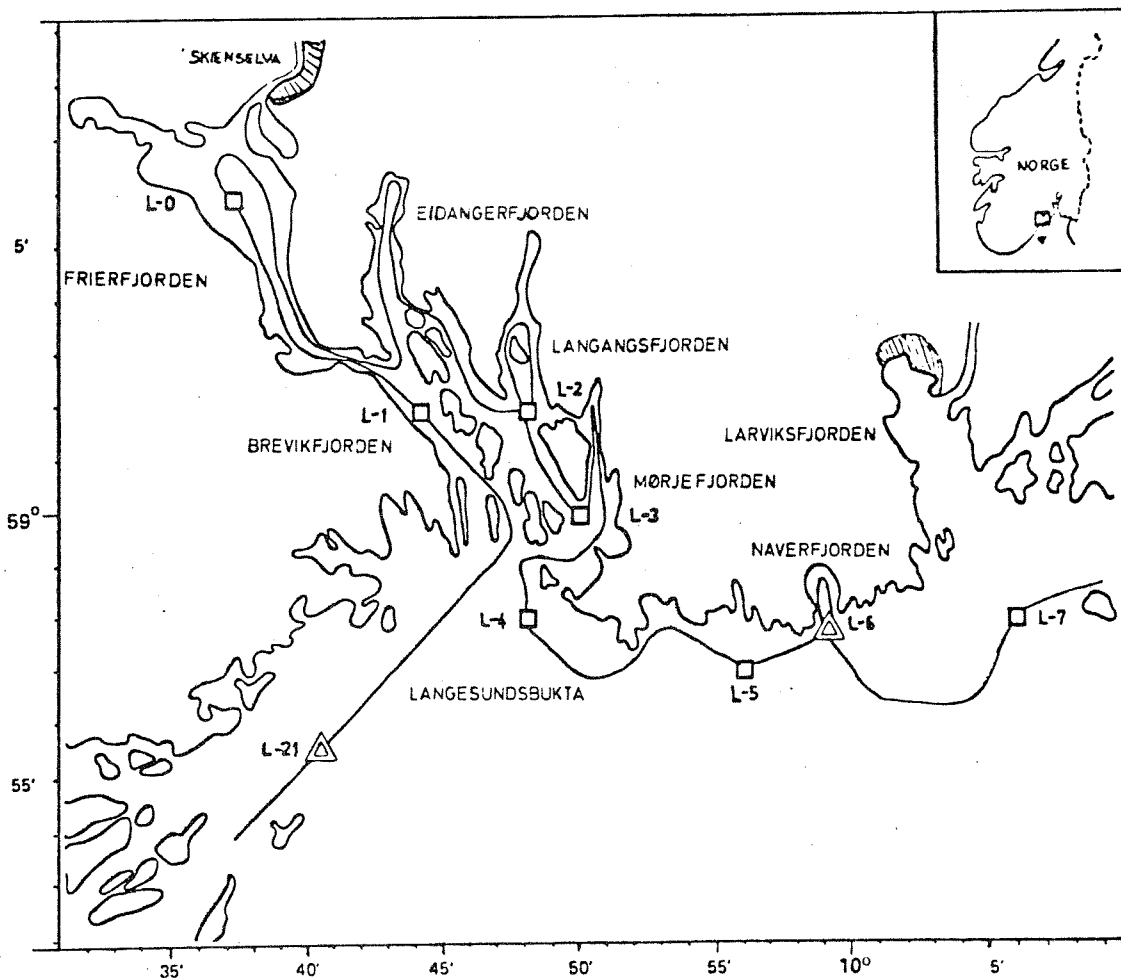 SKIENSELVA
NORGE
L-0
EIDANGERFJORDEN
5'
FRIERFJORDEN
LANGANGSFJORDEN
L-2
L-1
BREVIKFJORDEN
LARVIKSFJORDEN
MØRJEFJORDEN
59°
L-3
NAVERFJORDEN
L-4
L-6
L-7
L-5
LANGESUNDSBUKTA
L-21
55'
35'
40'
45'
50'
55'
10°
5'